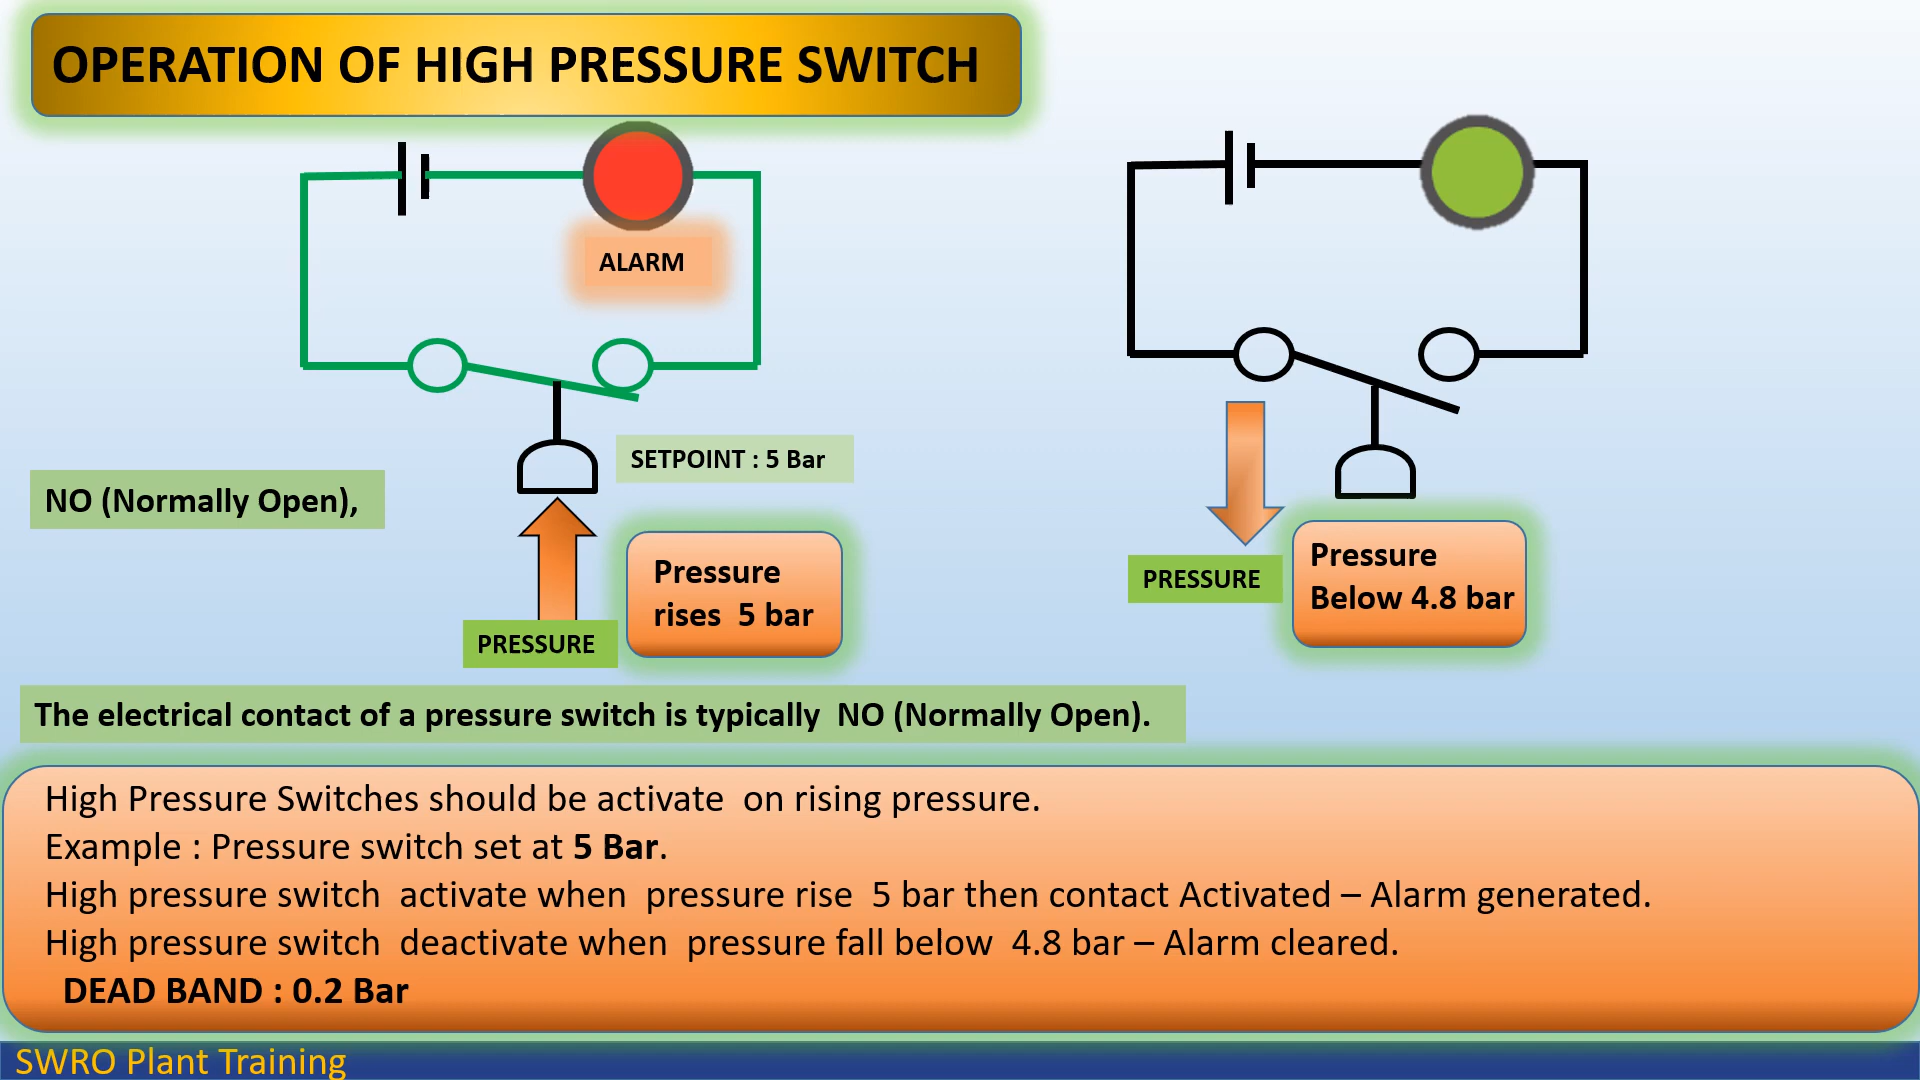 OPERATION OF HIGH PRESSURE SWITCH
ALARM
SETPOINT : 5 Bar
NO (Normally Open),
Pressure
rises 5 bar
PRESSURE
PRESSURE
Pressure
Below 4.8 bar
The electrical contact of a pressure switch is typically NO (Normally Open).
High Pressure Switches should be activate on rising pressure.
Example : Pressure switch set at 5 Bar.
High pressure switch activate when pressure rise 5 bar then contact Activated – Alarm generated.
High pressure switch deactivate when pressure fall below 4.8 bar – Alarm cleared.
DEAD BAND : 0.2 Bar
SWRO Plant Training